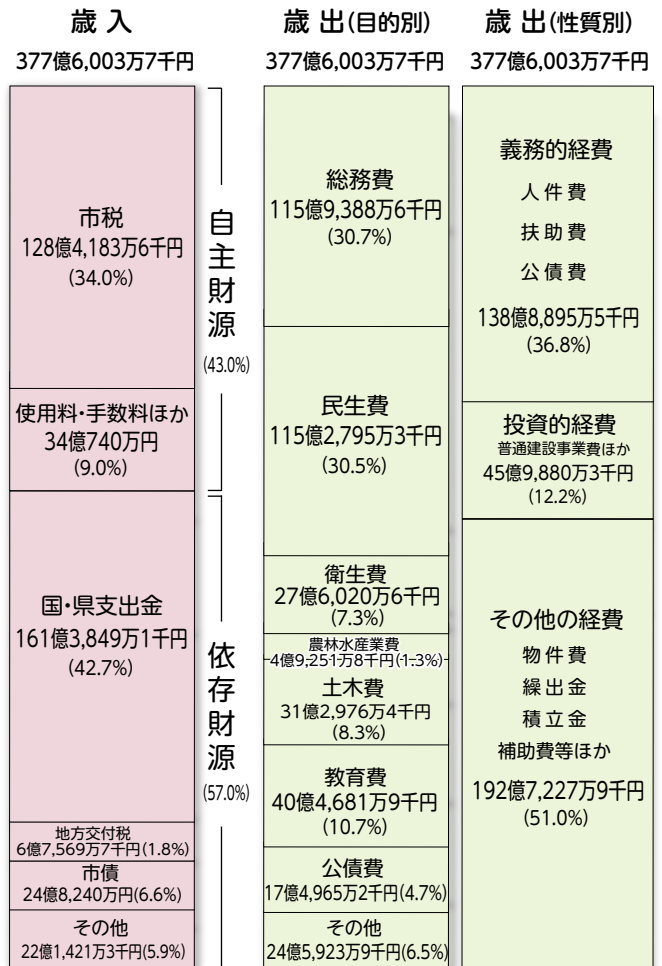 歳入
377億6,003万7千円
市税
128億4,183万6千円
(34.0%)
使用料・手数料ほか
34億740万円
(9.0%)
国・県支出金
161億3,849万1千円
(42.7%)
地方交付税
6億7,569万7千円(1.8%)
市債
24億8,240万円(6.6%)
その他
22億1,421万3千円(5.9%)
自主財源
(43.0%)
依存財源
(57.0%)
歳出(目的別)
377億6,003万7千円
総務費
115億9,388万6千円
(30.7%)
民生費
115億2,795万3千円
(30.5%)
衛生費
27億6,020万6千円
(7.3%)
農林水産業費
4億9,251万8千円(1.3%)
土木費
31億2,976万4千円
(8.3%)
教育費
40億4,681万9千円
(10.7%)
公債費
17億4,965万2千円(4.7%)
その他
24億5,923万9千円(6.5%)
歳出(性質別)
377億6,003万7千円
義務的経費
人件費
扶助費
公債費
138億8,895万5千円
(36.8%)
投資的経費
普通建設事業費ほか
45億9,880万3千円
(12.2%)
その他の経費
物件費
繰出金
積立金
補助費等ほか
192億7,227万9千円
(51.0%)